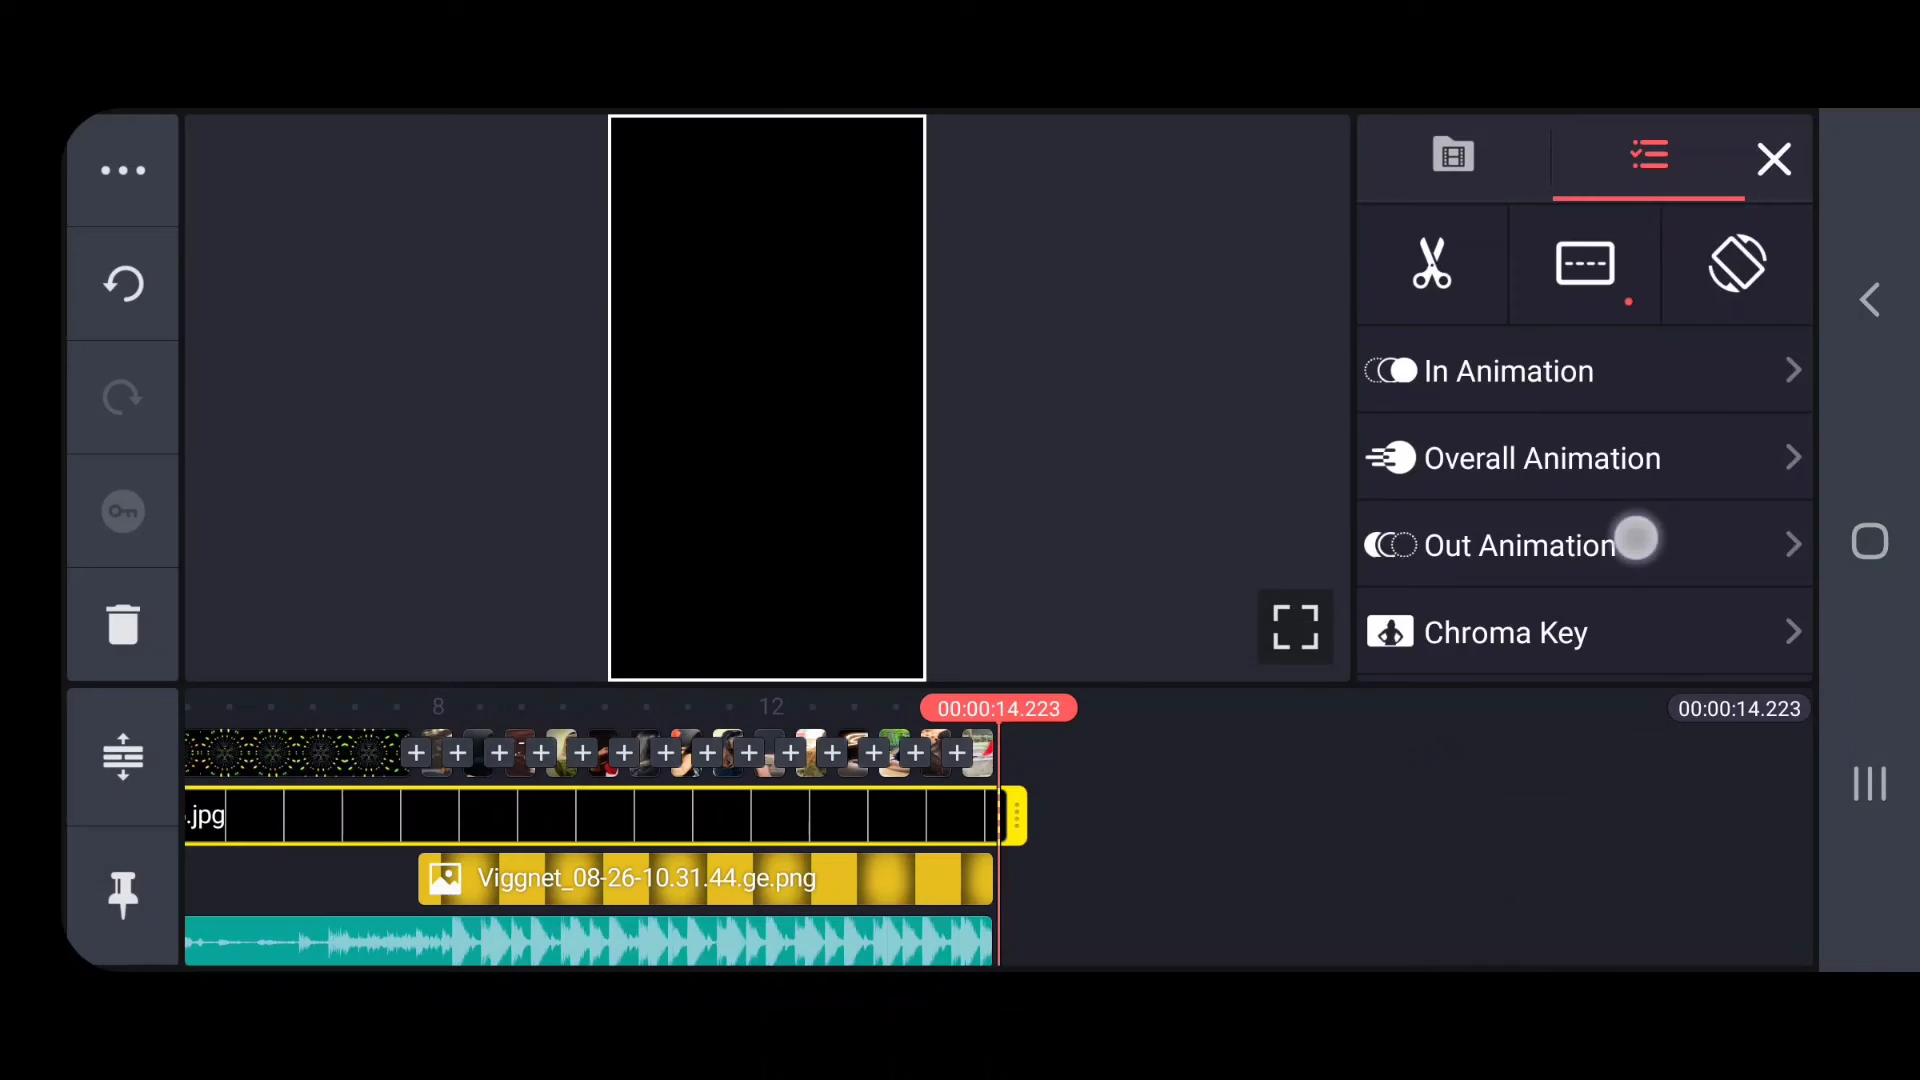 In Animation
Overall Animation
Out Animation
Chroma Key
8
12
00:00:14.223
00:00:14.223
.jpg
Viggnet_08-26-10.31.44.ge.png